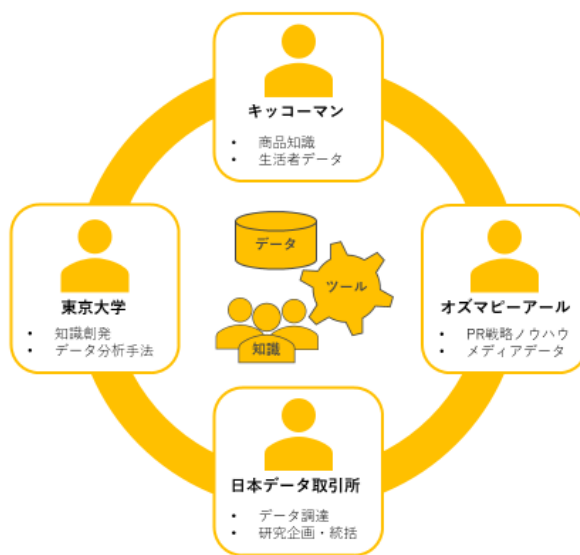 キッコーマン
• 商品知識
• 生活者データ
データ
ツール
知識
東京大学
• 知識創発
• データ分析手法
オズマピーアール
• PR戦略ノウハウ
• メディアデータ
日本データ取引所
• データ調達
• 研究企画・統括